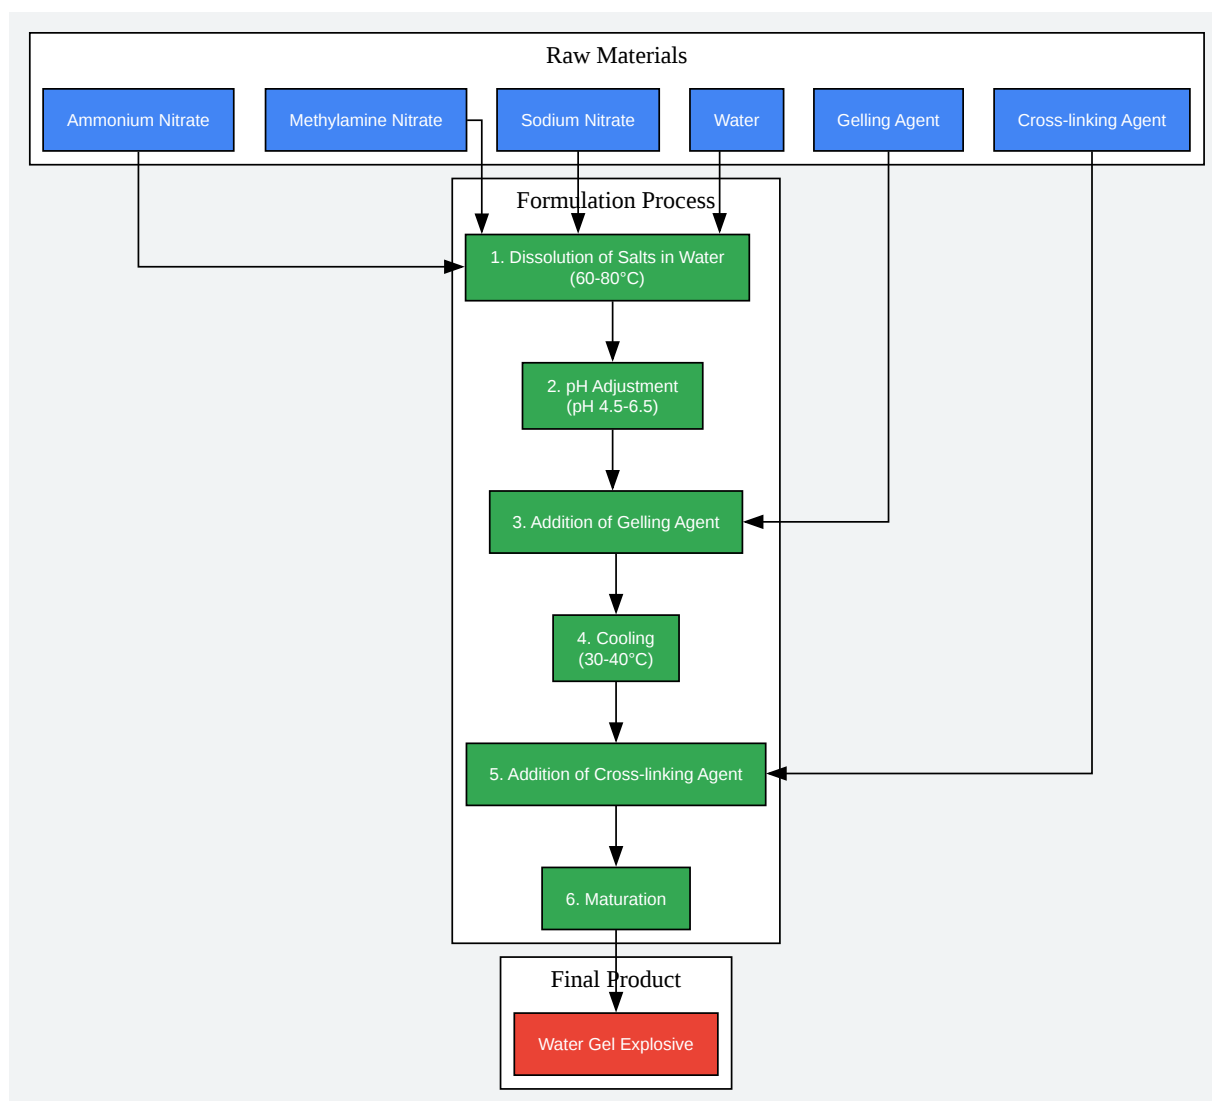 Raw Materials
Ammonium Nitrate
Methylamine Nitrate
Sodium Nitrate
Water
Gelling Agent
Cross-linking Agent
Formulation Process
1. Dissolution of Salts in Water
(60-80°C)
2. pH Adjustment
(pH 4.5-6.5)
3. Addition of Gelling Agent
4. Cooling
(30-40°C)
5. Addition of Cross-linking Agent
6. Maturation
Final Product
Water Gel Explosive